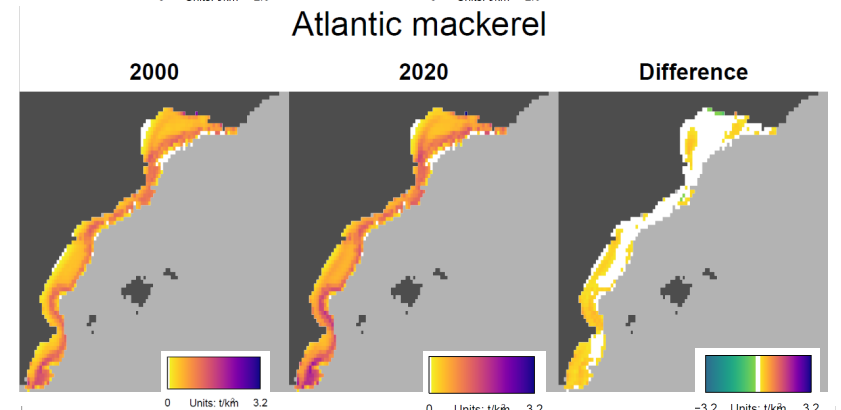 Atlantic mackerel
2000 2020 Difference
0 Units: t/km² 3.2 0 Units: t/km² 3.2 −3.2 Units: t/km² 3.2